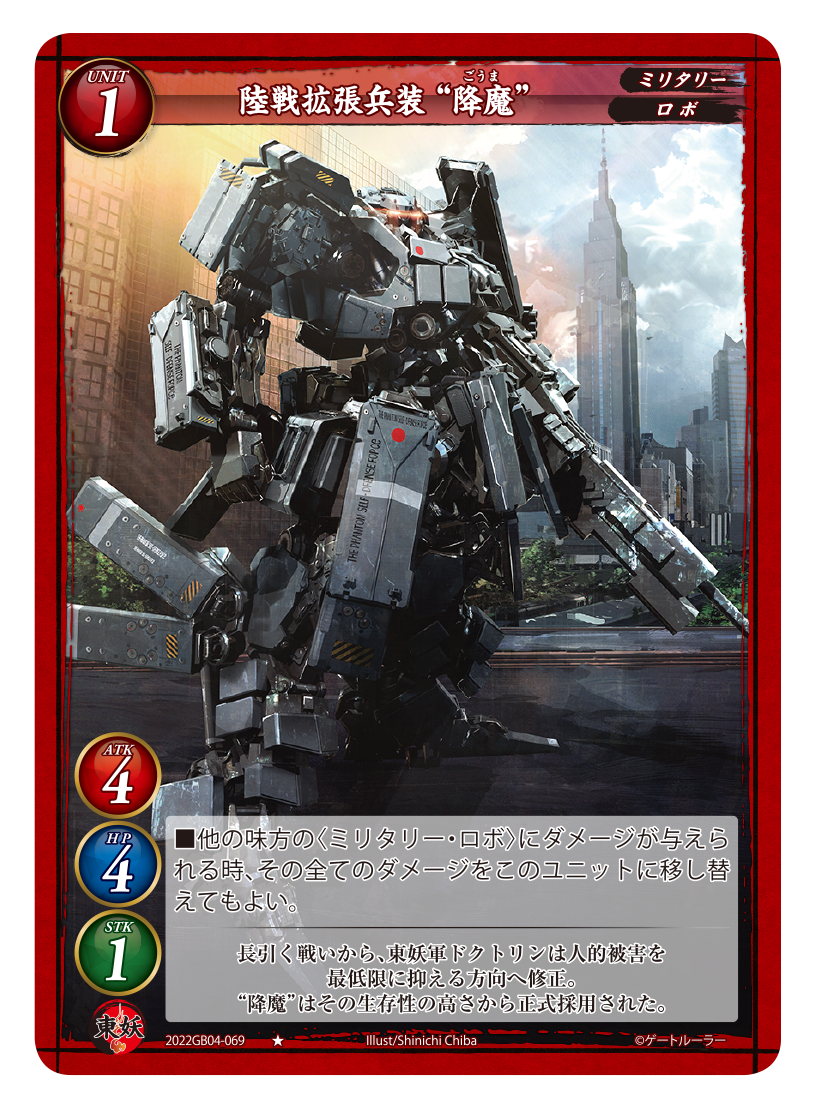 UNIT
1
ごうま
陸戦拡張兵装 “降魔”
ミリタリー
ロボ
THE PHANTOM SELF-DEFENSE FORCE
ATK
4
HP
4
STK
1
■他の味方の〈ミリタリー・ロボ〉にダメージが与えら
れる時、その全てのダメージをこのユニットに移し替
えてもよい。
長引く戦いから、東妖軍ドクトリンは人的被害を
最低限に抑える方向へ修正。
“降魔”はその生存性の高さから正式採用された。
東妖
2022GB04-069 ★ Illust/Shinichi Chiba ©ゲートルーラー